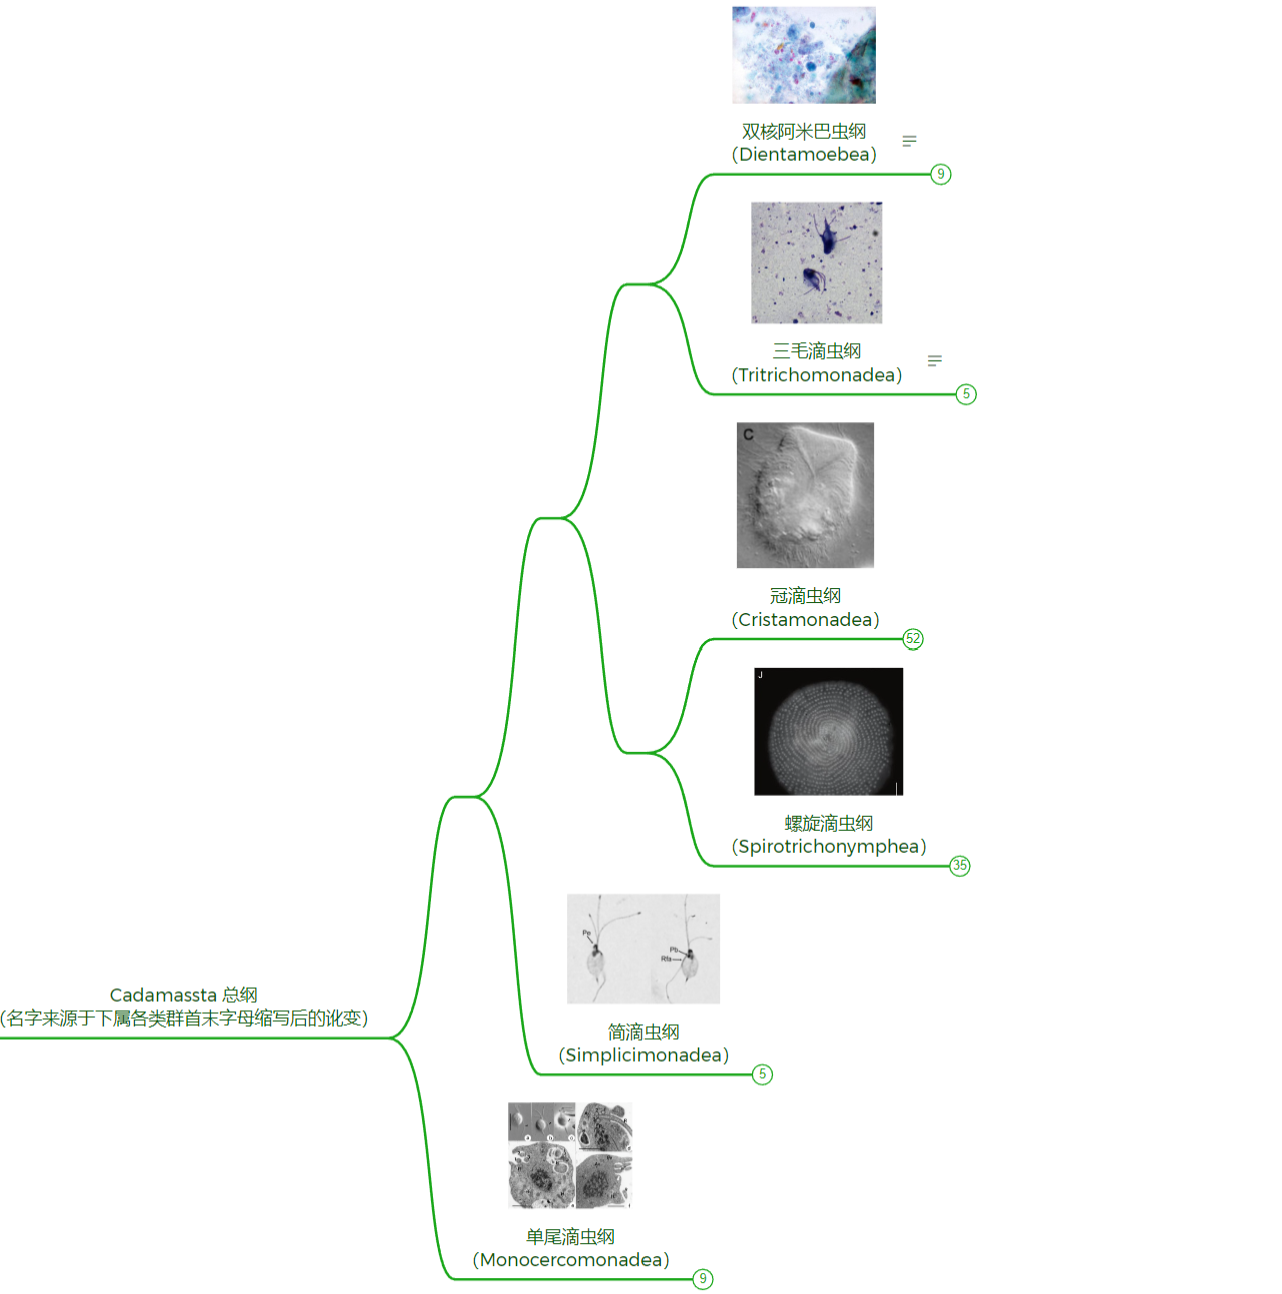 双核阿米巴虫纲
（Dientamoebea）
9
三毛滴虫纲
（Tritrichomonadea）
5
C
冠滴虫纲
（Cristamonadea）
52
J
螺旋滴虫纲
（Spirotrichonymphea）
35
Pe
Pb
Rfa
简滴虫纲
（Simplicimonadea）
5
Cadamassta 总纲
（名字来源于下属各类群首末字母缩写后的讹变）
单尾滴虫纲
（Monocercomonadea）
9